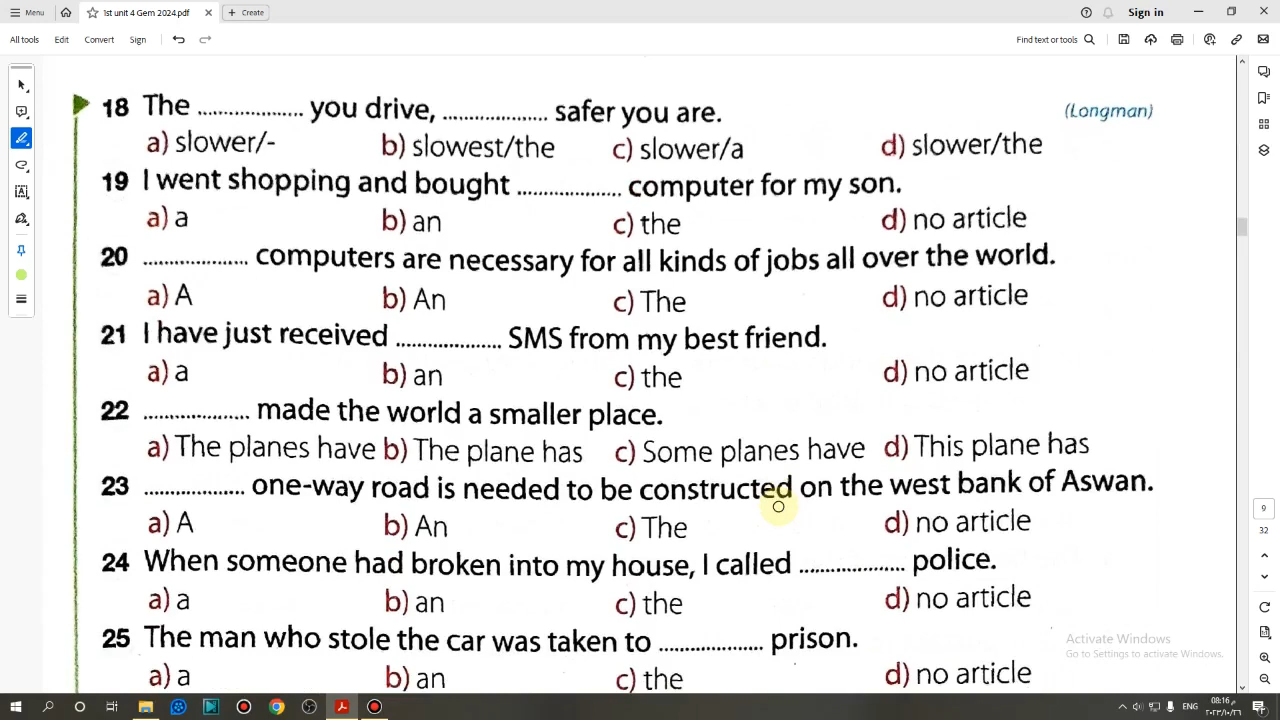 Menu
1st unit 4 Gem 2024.pdf
Create
Sign in
All tools Edit Convert Sign
Find text or tools
18 The .................. you drive, .................. safer you are. (Longman)
a) slower/- b) slowest/the c) slower/a d) slower/the
19 I went shopping and bought .................. computer for my son.
a) a b) an c) the d) no article
20 .................. computers are necessary for all kinds of jobs all over the world.
a) A b) An c) The d) no article
21 I have just received .................. SMS from my best friend.
a) a b) an c) the d) no article
22 .................. made the world a smaller place.
a) The planes have b) The plane has c) Some planes have d) This plane has
23 .................. one-way road is needed to be constructed on the west bank of Aswan.
a) A b) An c) The d) no article
24 When someone had broken into my house, I called .................. police.
a) a b) an c) the d) no article
25 The man who stole the car was taken to .................. prison.
a) a b) an c) the d) no article
9
32
Activate Windows
Go to Settings to activate Windows.
ENG
08:16